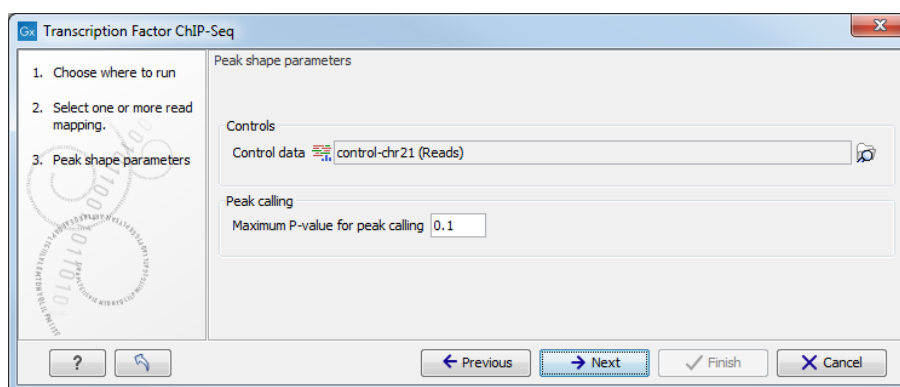 Gx Transcription Factor ChIP-Seq
1. Choose where to run
2. Select one or more read
mapping.
3. Peak shape parameters
Peak shape parameters
Controls
Control data control-chr21 (Reads)
Peak calling
Maximum P-value for peak calling 0.1
? Previous Next Finish Cancel